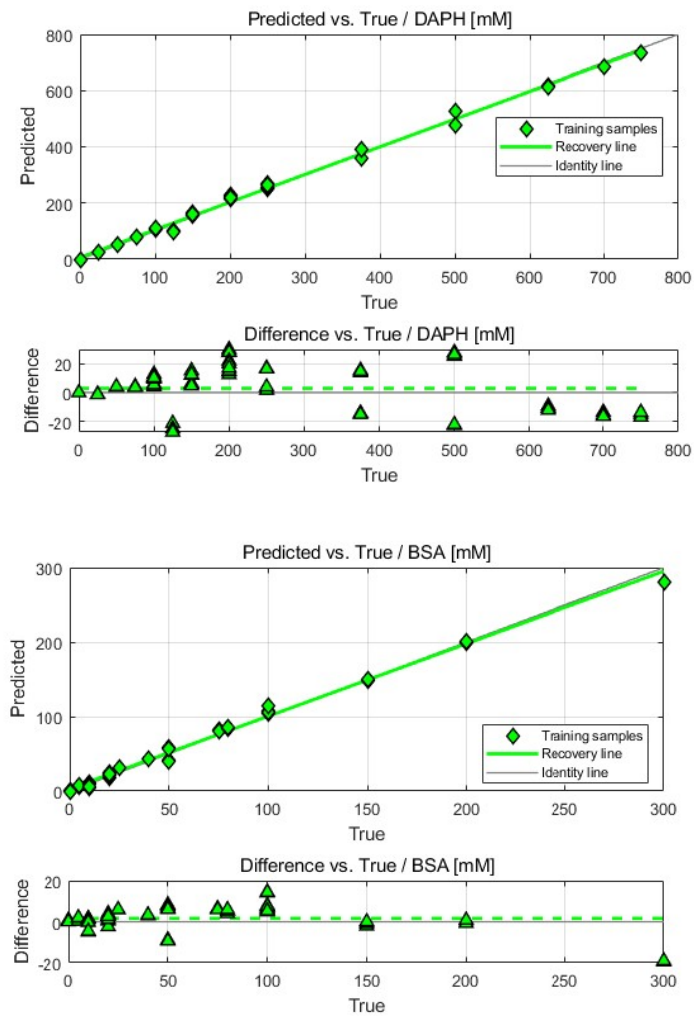 Predicted vs. True / DAPH [mM]
800
600
400
200
0
Predicted
Training samples
Recovery line
Identity line
0 100 200 300 400 500 600 700 800
True
Difference vs. True / DAPH [mM]
20
0
-20
Difference
0 100 200 300 400 500 600 700 800
True
Predicted vs. True / BSA [mM]
300
200
100
0
Predicted
Training samples
Recovery line
Identity line
0 50 100 150 200 250 300
True
Difference vs. True / BSA [mM]
20
0
-20
Difference
0 50 100 150 200 250 300
True